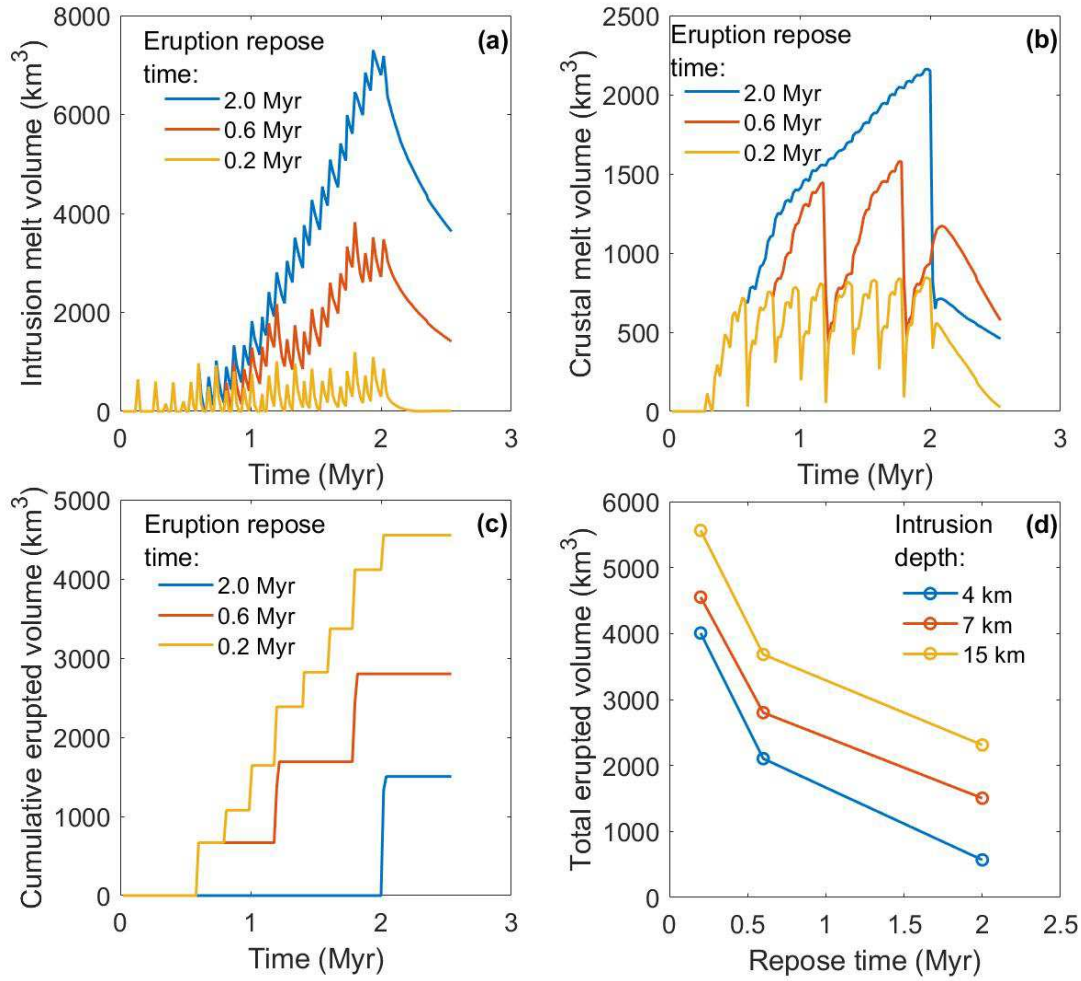 (a)
Eruption repose
time:
2.0 Myr
0.6 Myr
0.2 Myr
Intrusion melt volume (km³)
8000
6000
4000
2000
0
0 1 2 3
Time (Myr)
(b)
Eruption repose
time:
2.0 Myr
0.6 Myr
0.2 Myr
Crustal melt volume (km³)
2500
2000
1500
1000
500
0
0 1 2 3
Time (Myr)
(c)
Eruption repose
time:
2.0 Myr
0.6 Myr
0.2 Myr
Cumulative erupted volume (km³)
5000
4000
3000
2000
1000
0
0 1 2 3
Time (Myr)
(d)
Intrusion
depth:
4 km
7 km
15 km
Total erupted volume (km³)
6000
5000
4000
3000
2000
1000
0
0 0.5 1 1.5 2 2.5
Repose time (Myr)